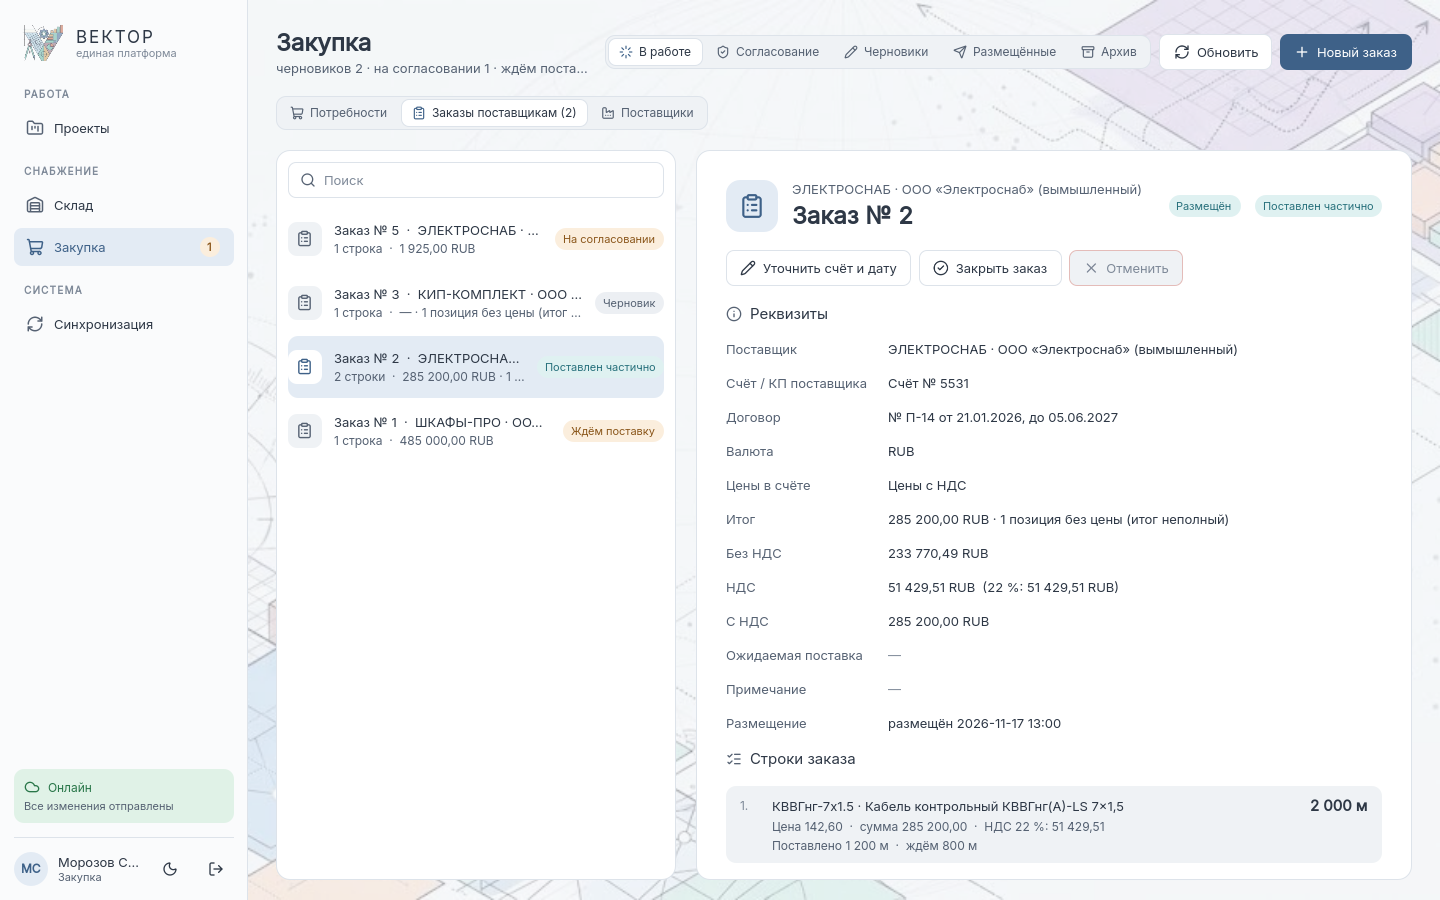 ВЕКТОР
единая платформа
РАБОТА
Проекты
СНАБЖЕНИЕ
Склад
Закупка
1
СИСТЕМА
Синхронизация
Онлайн
Все изменения отправлены
МС
Морозов С...
Закупка
Закупка
черновиков 2 · на согласовании 1 · ждём поста...
В работе
Согласование
Черновики
Размещённые
Архив
Обновить
Новый заказ
Потребности
Заказы поставщикам (2)
Поставщики
Поиск
Заказ № 5 · ЭЛЕКТРОСНАБ · ...
1 строка · 1 925,00 RUB
На согласовании
Заказ № 3 · КИП-КОМПЛЕКТ · ООО ...
1 строка · — · 1 позиция без цены (итог ...
Черновик
Заказ № 2 · ЭЛЕКТРОСНА...
2 строки · 285 200,00 RUB · 1 ...
Поставлен частично
Заказ № 1 · ШКАФЫ-ПРО · ОО...
1 строка · 485 000,00 RUB
Ждём поставку
ЭЛЕКТРОСНАБ · ООО «Электроснаб» (вымышленный)
Заказ № 2
Размещён
Поставлен частично
Уточнить счёт и дату
Закрыть заказ
Отменить
Реквизиты
Поставщик ЭЛЕКТРОСНАБ · ООО «Электроснаб» (вымышленный)
Счёт / КП поставщика Счёт № 5531
Договор № П-14 от 21.01.2026, до 05.06.2027
Валюта RUB
Цены в счёте Цены с НДС
Итог 285 200,00 RUB · 1 позиция без цены (итог неполный)
Без НДС 233 770,49 RUB
НДС 51 429,51 RUB (22 %: 51 429,51 RUB)
С НДС 285 200,00 RUB
Ожидаемая поставка —
Примечание —
Размещение размещён 2026-11-17 13:00
Строки заказа
1. КВВГнг-7х1.5 · Кабель контрольный КВВГнг(А)-LS 7×1,5 2 000 м
Цена 142,60 · сумма 285 200,00 · НДС 22 %: 51 429,51
Поставлено 1 200 м · ждём 800 м